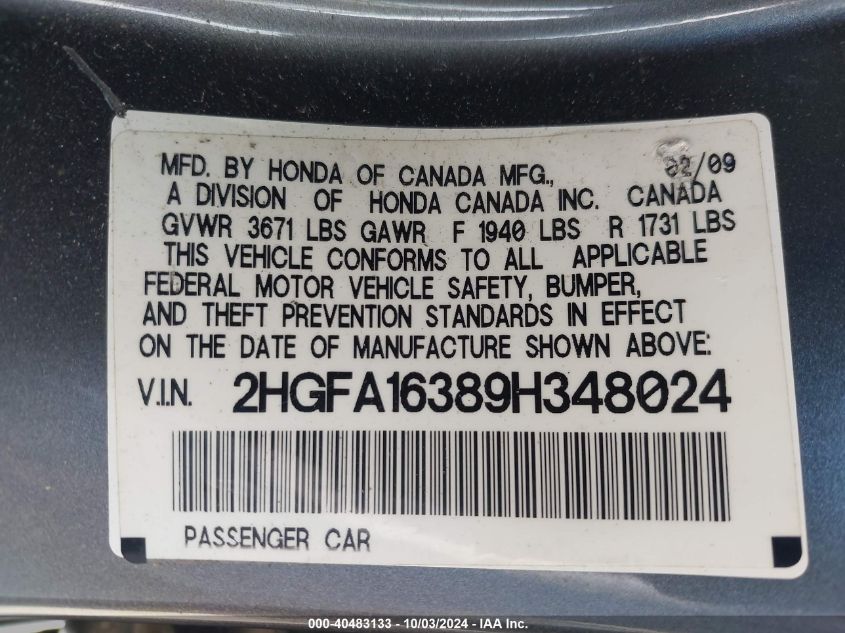 MFD. BY HONDA OF CANADA MFG., 02/09
A DIVISION OF HONDA CANADA INC. CANADA
GVWR 3671 LBS GAWR F 1940 LBS R 1731 LBS
THIS VEHICLE CONFORMS TO ALL APPLICABLE
FEDERAL MOTOR VEHICLE SAFETY, BUMPER,
AND THEFT PREVENTION STANDARDS IN EFFECT
ON THE DATE OF MANUFACTURE SHOWN ABOVE:
V.I.N. 2HGFA16389H348024
PASSENGER CAR
000-40483133 - 10/03/2024 - IAA Inc.